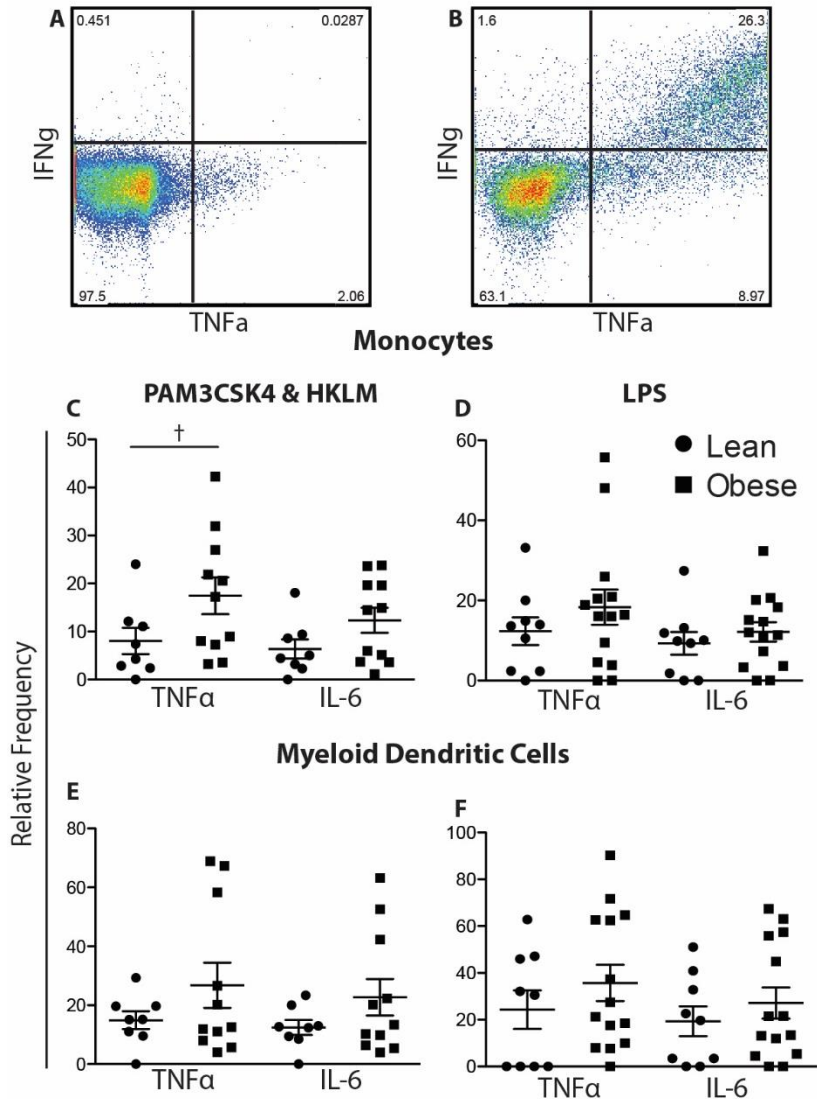 A
0.451
0.0287
IFNg
97.5
2.06
TNFa
B
1.6
26.3
IFNg
63.1
8.97
TNFa
Monocytes
PAM3CSK4 & HKLM
LPS
C
†
50
40
30
20
10
0
TNFα
IL-6
D
Lean
Obese
60
40
20
0
TNFα
IL-6
Relative Frequency
Myeloid Dendritic Cells
E
80
60
40
20
0
TNFα
IL-6
F
100
80
60
40
20
0
TNFα
IL-6